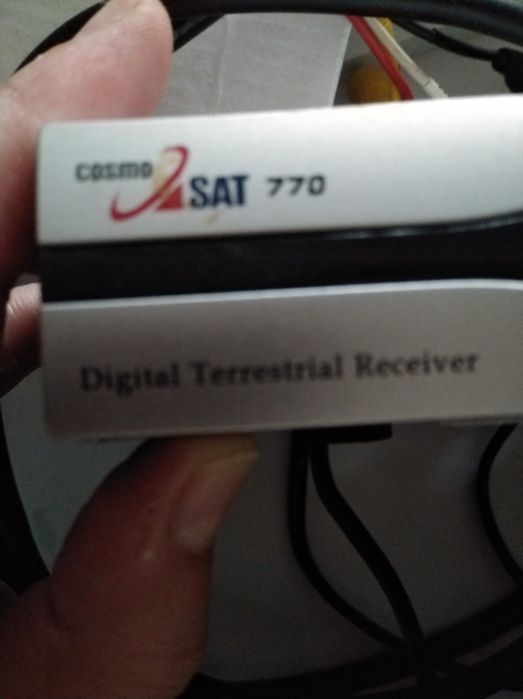 COSMO SAT 770
Digital Terrestrial Receiver